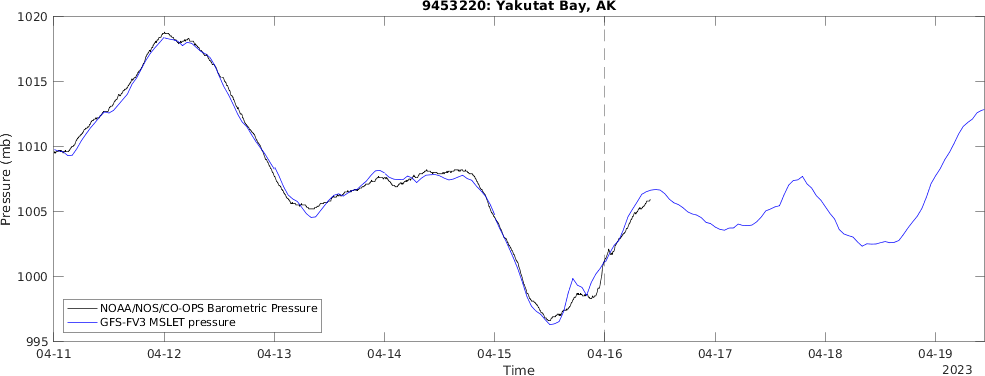 9453220: Yakutat Bay, AK
1020
1015
1010
1005
1000
995
Pressure (mb)
NOAA/NOS/CO-OPS Barometric Pressure
GFS-FV3 MSLET pressure
04-11 04-12 04-13 04-14 04-15 04-16 04-17 04-18 04-19
Time
2023